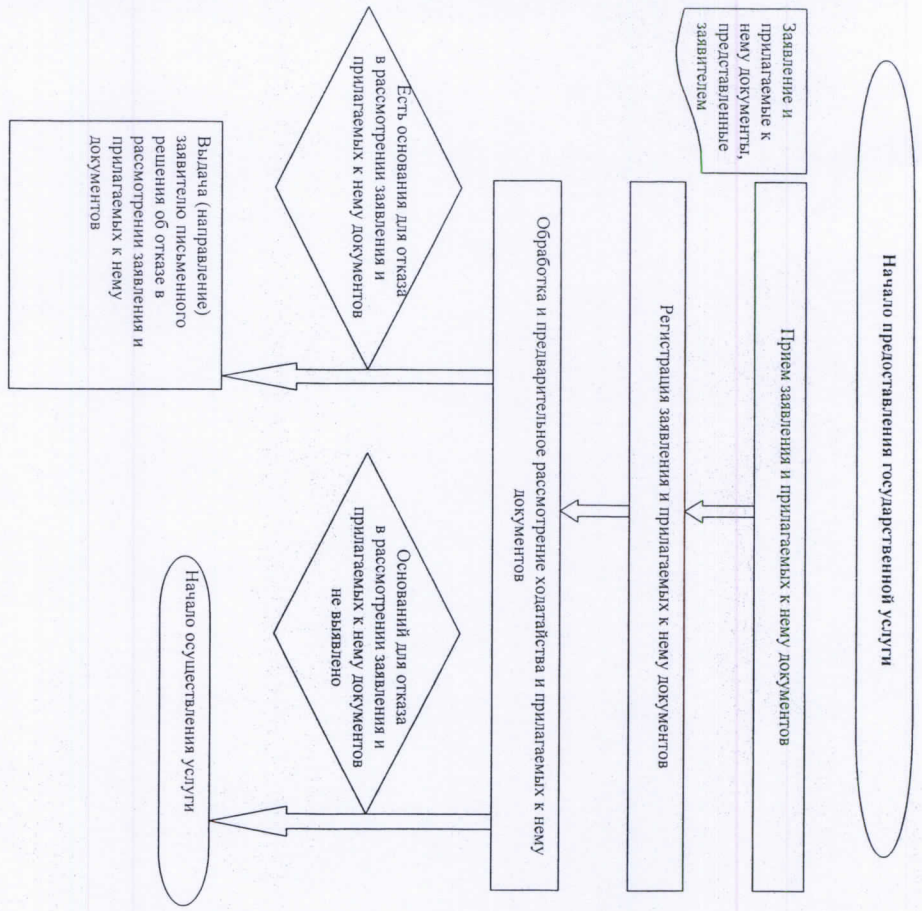 Начало предоставления государственной услуги
Заявление и
прилагаемые к
нему документы,
представленные
заявителем
Прием заявления и прилагаемых к нему документов
Регистрация заявления и прилагаемых к нему документов
Обработка и предварительное рассмотрение ходатайства и прилагаемых к нему
документов
Есть основания для отказа
в рассмотрении заявления и
прилагаемых к нему документов
Оснований для отказа
в рассмотрении заявления и
прилагаемых к нему документов
не выявлено
Выдача (направление)
заявителю письменного
решения об отказе в
рассмотрении заявления и
прилагаемых к нему
документов
Начало осуществления услуги